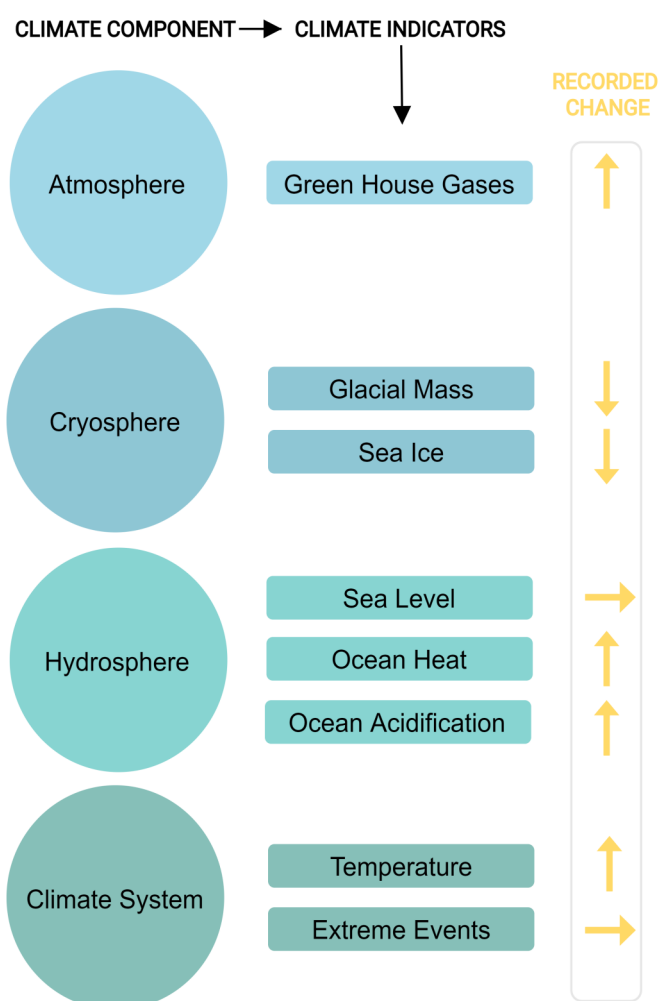 CLIMATE COMPONENT
CLIMATE INDICATORS
RECORDED
CHANGE
Atmosphere
Green House Gases
Cryosphere
Glacial Mass
Sea Ice
Hydrosphere
Sea Level
Ocean Heat
Ocean Acidification
Climate System
Temperature
Extreme Events